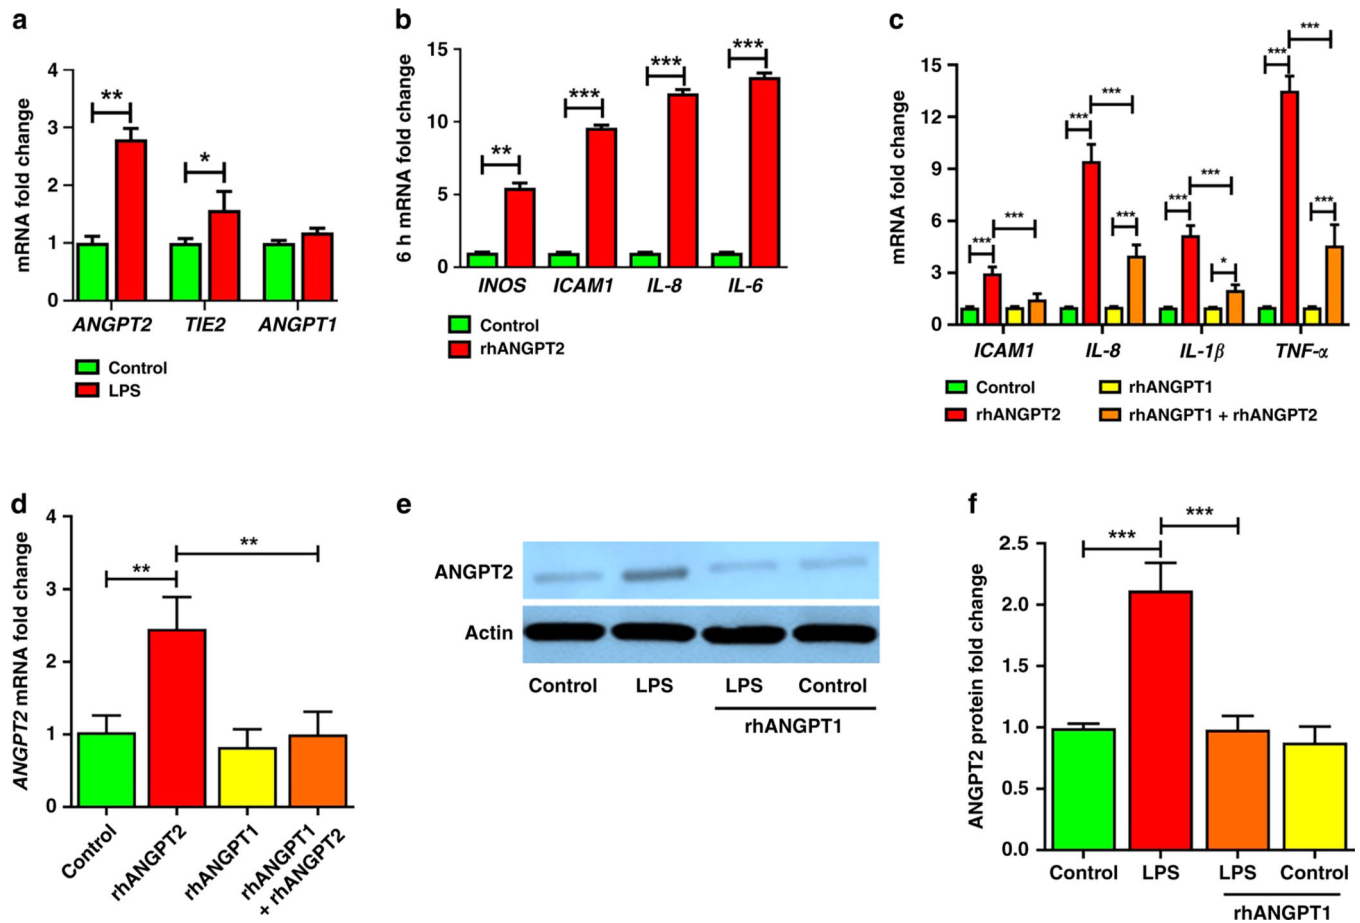 a
mRNA fold change
4
3
2
1
0
**
*
ANGPT2 TIE2 ANGPT1
Control
LPS
b
6 h mRNA fold change
15
10
5
0
**
***
***
***
INOS ICAM1 IL-8 IL-6
Control
rhANGPT2
c
mRNA fold change
15
12
9
6
3
0
***
***
***
***
***
***
***
*
***
***
***
ICAM1 IL-8 IL-1β TNF-α
Control
rhANGPT2
rhANGPT1
rhANGPT1 + rhANGPT2
d
ANGPT2 mRNA fold change
4
3
2
1
0
**
**
Control
rhANGPT2
rhANGPT1
rhANGPT1
+ rhANGPT2
e
ANGPT2
Actin
Control LPS LPS Control
rhANGPT1
f
ANGPT2 protein fold change
2.5
2.0
1.5
1.0
0.5
0.0
***
***
Control LPS LPS Control
rhANGPT1